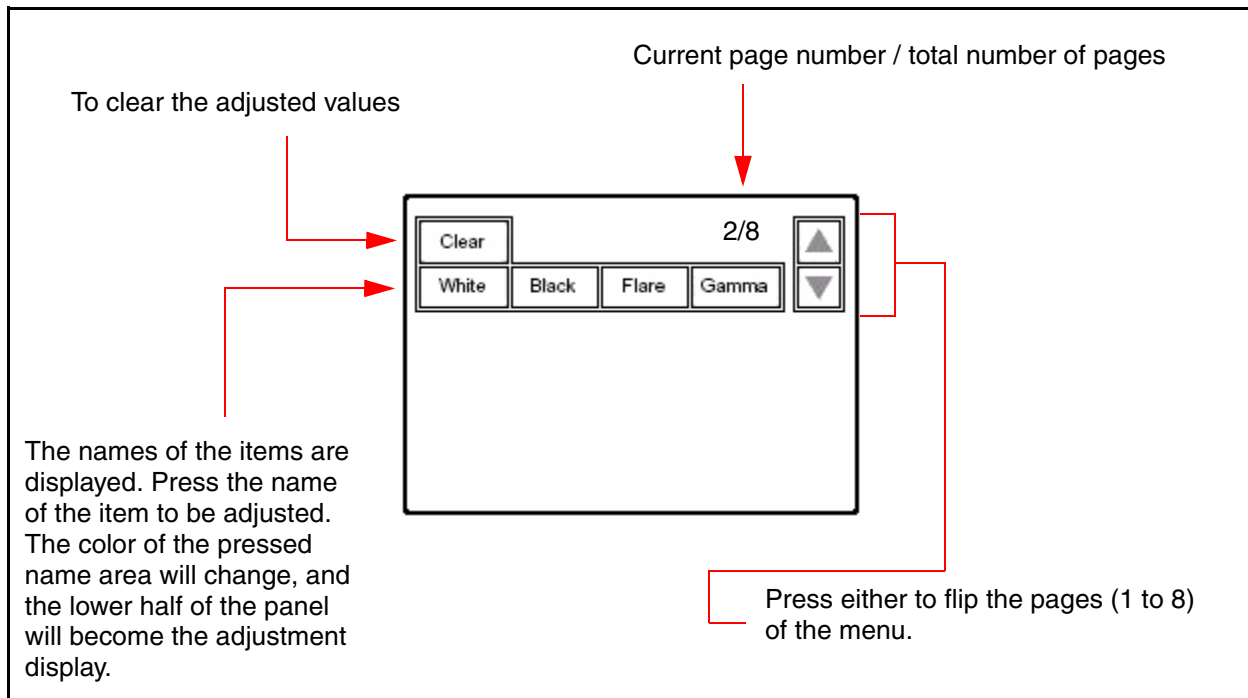 Current page number / total number of pages
To clear the adjusted values
Clear
2/8
White
Black
Flare
Gamma
The names of the items are
displayed. Press the name
of the item to be adjusted.
The color of the pressed
name area will change, and
the lower half of the panel
will become the adjustment
display.
Press either to flip the pages (1 to 8)
of the menu.